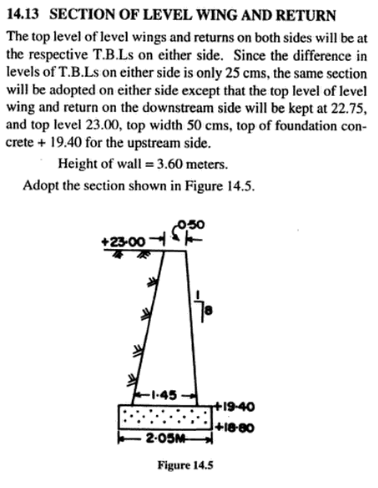 14.13 SECTION OF LEVEL WING AND RETURN
The top level of level wings and returns on both sides will be at
the respective T.B.Ls on either side. Since the difference in
levels of T.B.Ls on either side is only 25 cms, the same section
will be adopted on either side except that the top level of level
wing and return on the downstream side will be kept at 22.75,
and top level 23.00, top width 50 cms, top of foundation con-
crete + 19.40 for the upstream side.
Height of wall = 3.60 meters.
Adopt the section shown in Figure 14.5.
0·50
+23·00
1
8
1·45
+19·40
+18·80
2·05M
Figure 14.5